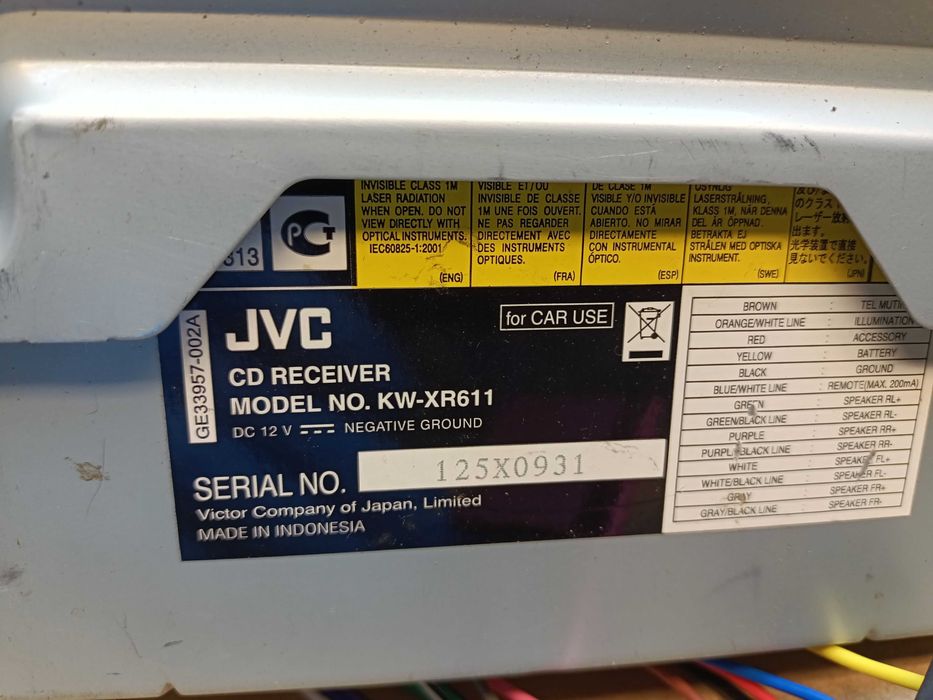 313
INVISIBLE CLASS 1M
LASER RADIATION
WHEN OPEN. DO NOT
VIEW DIRECTLY WITH
OPTICAL INSTRUMENTS.
IEC60825-1:2001
(ENG)
VISIBLE ET/OU
INVISIBLE DE CLASSE
1M UNE FOIS OUVERT.
NE PAS REGARDER
DIRECTEMENT AVEC
DES INSTRUMENTS
OPTIQUES.
(FRA)
DE CLASE 1M
VISIBLE Y/O INVISIBLE
CUANDO ESTÁ
ABIERTO. NO MIRAR
DIRECTAMENTE
CON INSTRUMENTAL
ÓPTICO.
(ESP)
OSYNLIG
LASERSTRÅLNING,
KLASS 1M, NÄR DENNA
DEL ÄR ÖPPNAD.
BETRAKTA EJ
STRÅLEN MED OPTISKA
INSTRUMENT.
(SWE)
のクラス
レーザー放
出ます。
光学装置で直接
見ないでください。
(JPN)
GE33957-002A
JVC
for CAR USE
CD RECEIVER
MODEL NO. KW-XR611
DC 12 V NEGATIVE GROUND
SERIAL NO. 125X0931
Victor Company of Japan, Limited
MADE IN INDONESIA
BROWN : TEL MUTING
ORANGE/WHITE LINE : ILLUMINATION
RED : ACCESSORY
YELLOW : BATTERY
BLACK : GROUND
BLUE/WHITE LINE : REMOTE(MAX. 200mA)
GREEN : SPEAKER RL+
GREEN/BLACK LINE : SPEAKER RL-
PURPLE : SPEAKER RR+
PURPLE/BLACK LINE : SPEAKER RR-
WHITE : SPEAKER FL+
WHITE/BLACK LINE : SPEAKER FL-
GRAY : SPEAKER FR+
GRAY/BLACK LINE : SPEAKER FR-